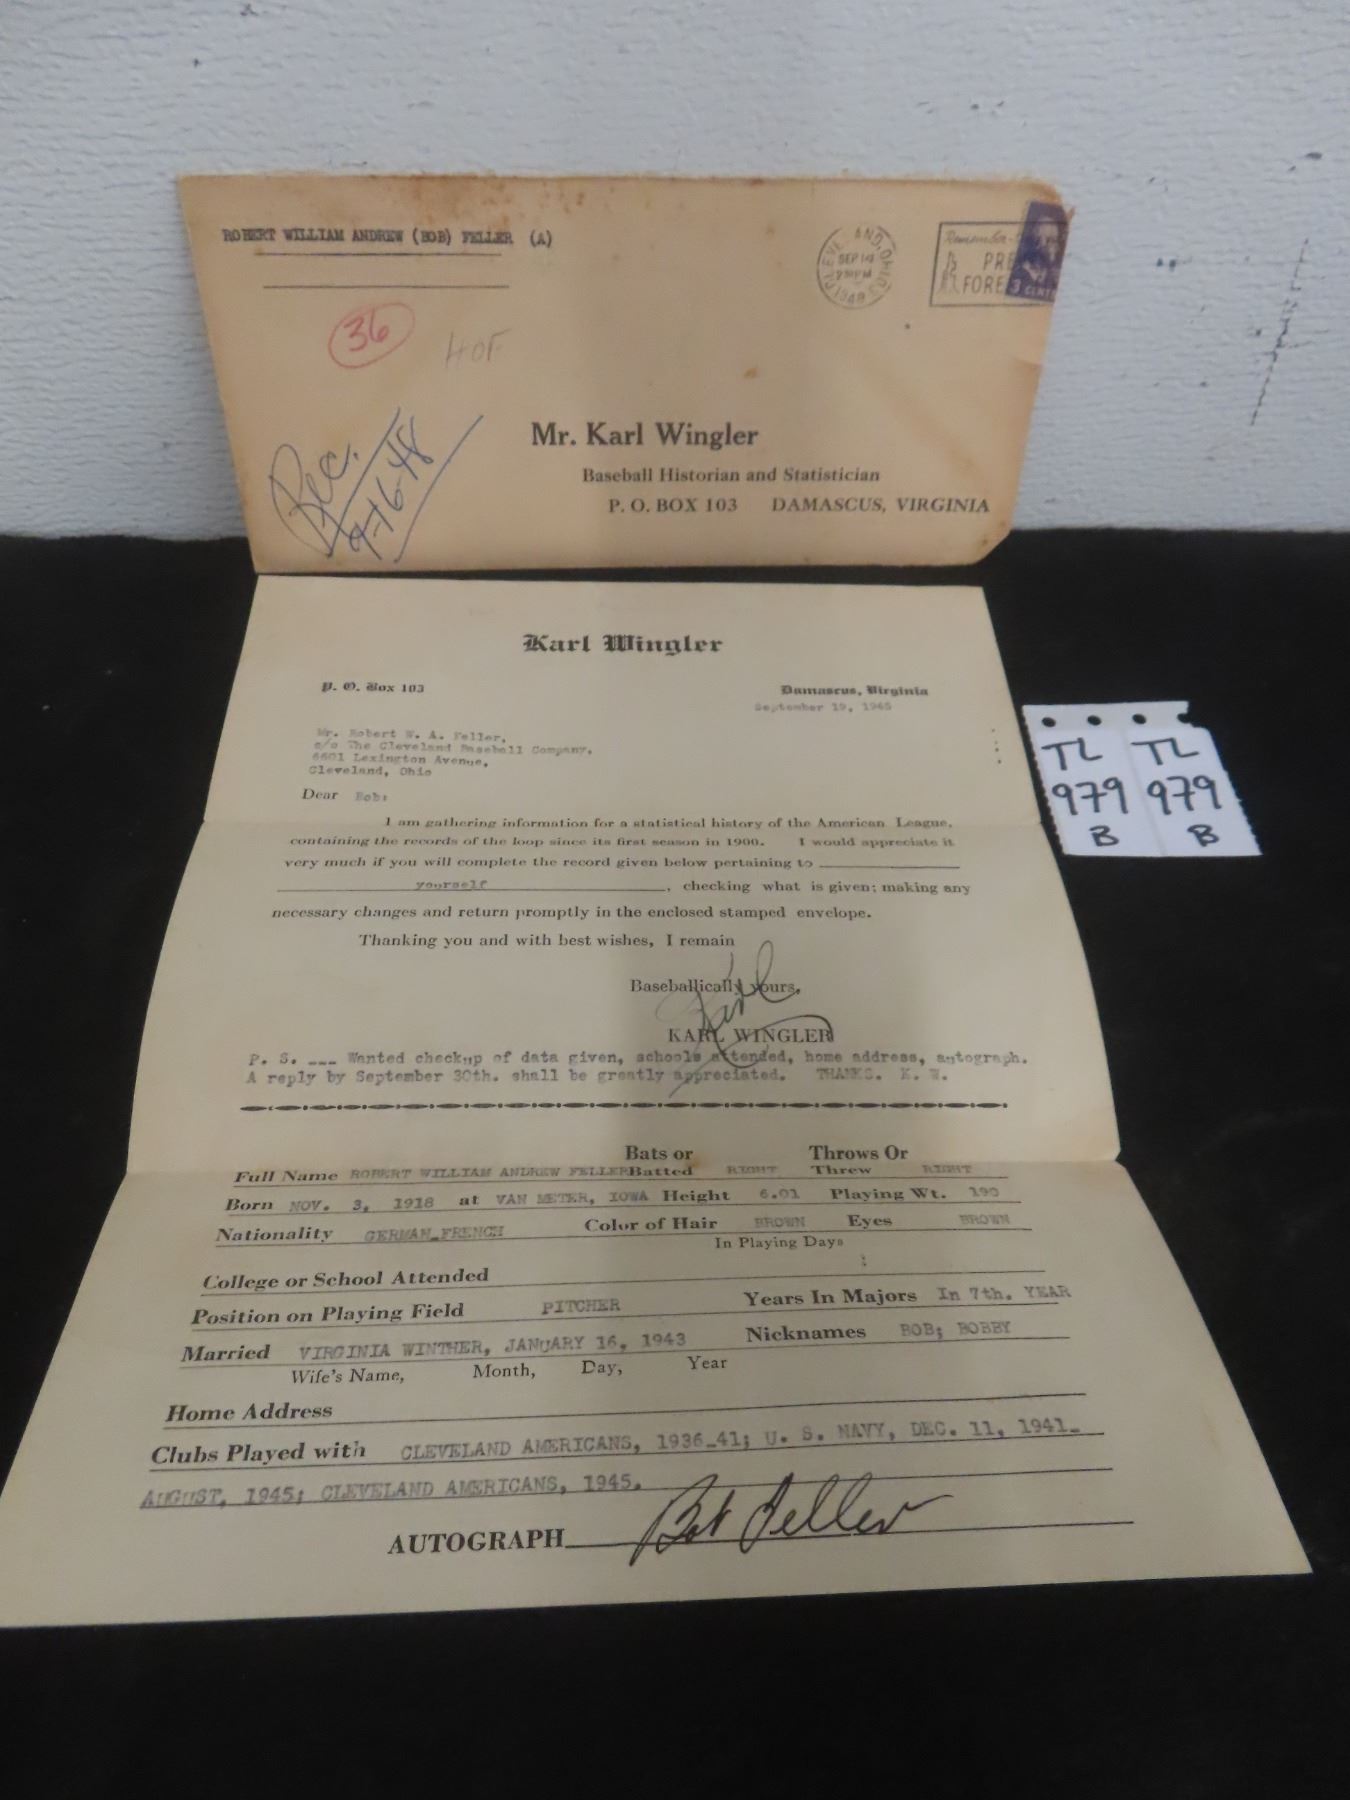 ROBERT WILLIAM ANDREW (BOB) FELLER (A)
CLEVELAND, OHIO
SEP 14
1948
Remember
PRE
FORE
3 CENTS
36
HOF
Rec.
9-16-48
Mr. Karl Wingler
Baseball Historian and Statistician
P. O. BOX 103 DAMASCUS, VIRGINIA
Karl Wingler
P. O. Box 103
Damascus, Virginia
September 19, 1945
Mr. Robert W. A. Feller,
c/o The Cleveland Baseball Company,
6601 Lexington Avenue,
Cleveland, Ohio
Dear Bob:
I am gathering information for a statistical history of the American League,
containing the records of the loop since its first season in 1900. I would appreciate it
very much if you will complete the record given below pertaining to
yourself, checking what is given; making any
necessary changes and return promptly in the enclosed stamped envelope.
Thanking you and with best wishes, I remain
Baseballically yours,
Karl
KARL WINGLER
P. S. ___ Wanted checkup of data given, schools attended, home address, autograph.
A reply by September 30th. shall be greatly appreciated. THANKS. K. W.
Full Name ROBERT WILLIAM ANDREW FELLER Bats or Batted RIGHT Throws Or Threw RIGHT
Born NOV. 3, 1918 at VAN METER, IOWA Height 6.01 Playing Wt. 190
Nationality GERMAN_FRENCH Color of Hair BROWN Eyes BROWN
In Playing Days
College or School Attended
Position on Playing Field PITCHER Years In Majors In 7th. YEAR
Married VIRGINIA WINTHER, JANUARY 16, 1943 Nicknames BOB; BOBBY
Wife's Name, Month, Day, Year
Home Address
Clubs Played with CLEVELAND AMERICANS, 1936_41; U. S. NAVY, DEC. 11, 1941_
AUGUST, 1945; CLEVELAND AMERICANS, 1945.
AUTOGRAPH Bob Feller
TL TL
979 979
B B